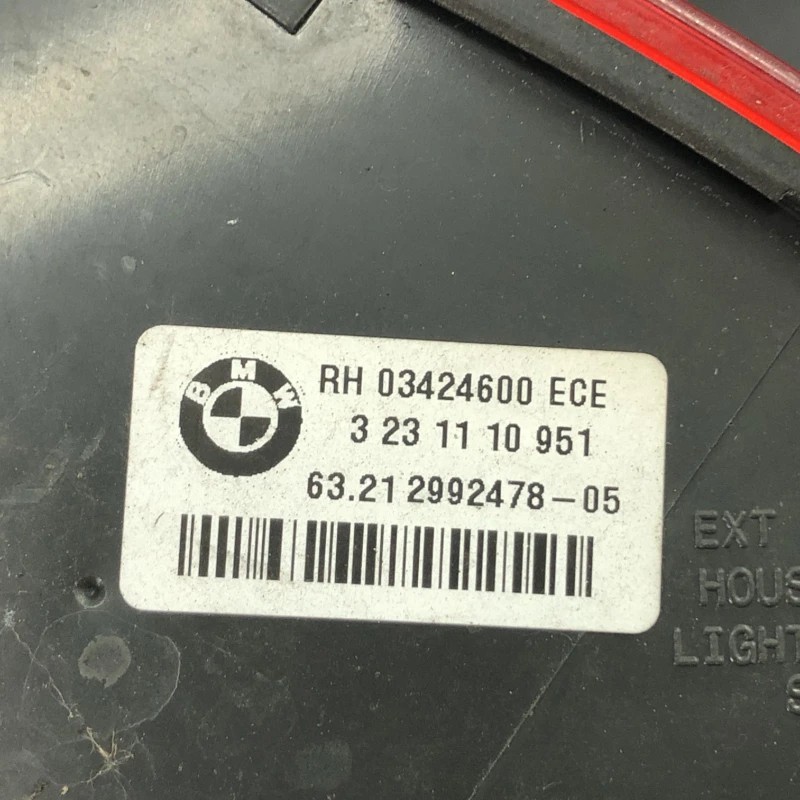 BMW
RH 03424600 ECE
3 23 11 10 951
63.21 2992478-05
EXT
HOUS
LIGHT
S